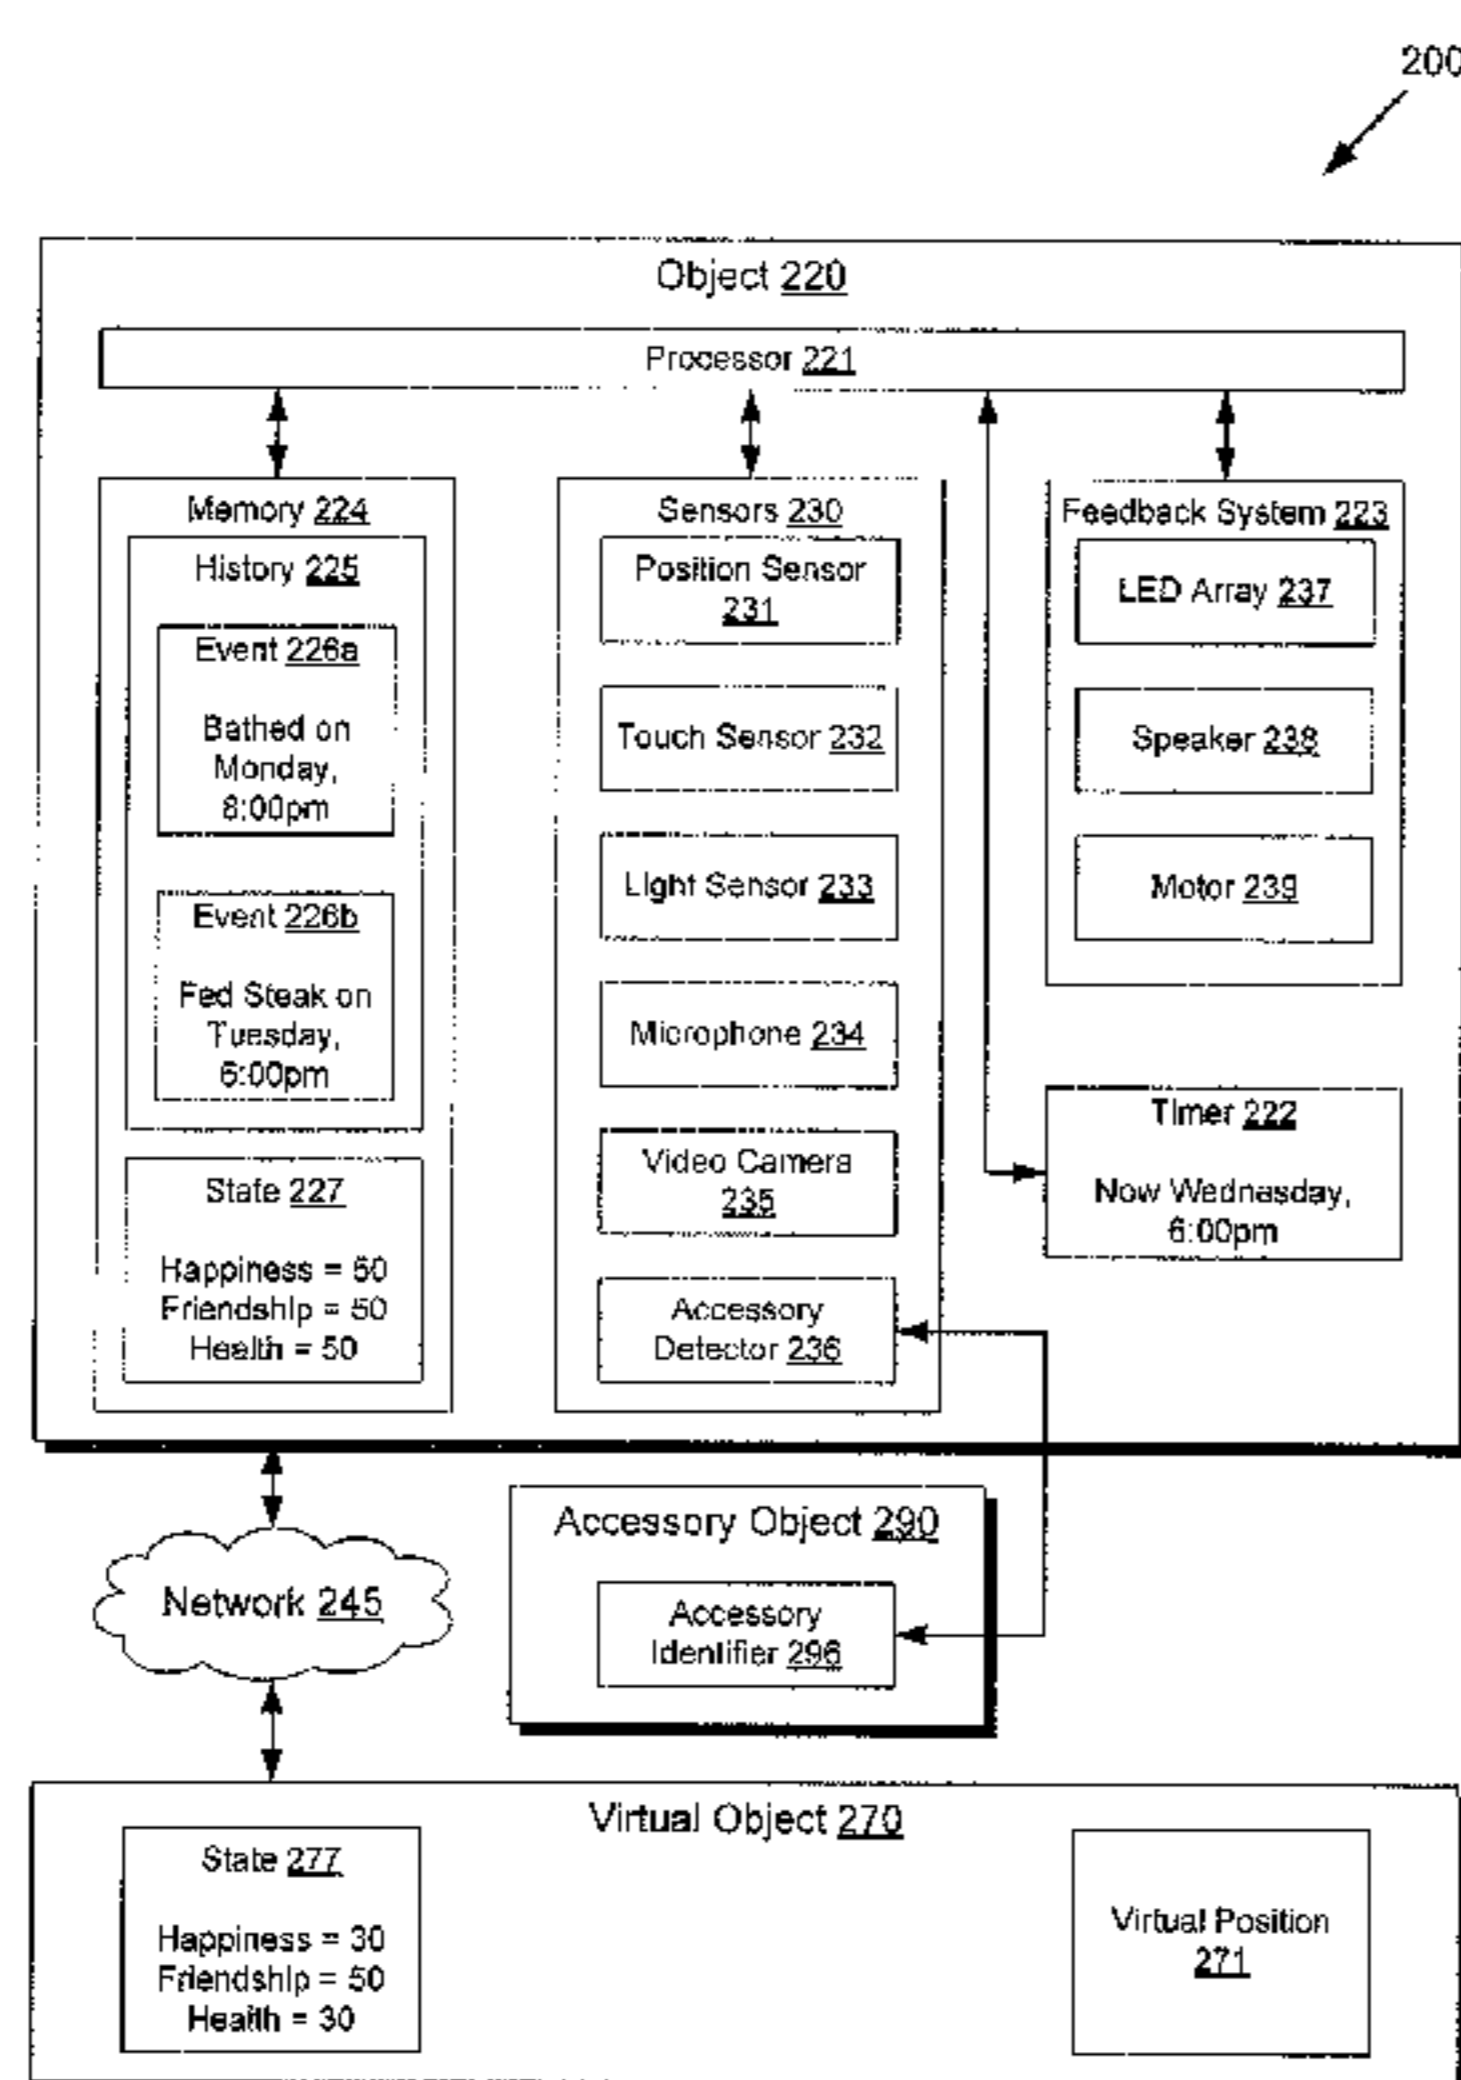 200
Object 220
Processor 221
Memory 224
History 225
Event 226a
Bathed on
Monday,
8:00pm
Event 226b
Fed Steak on
Tuesday,
6:00pm
State 227
Happiness = 50
Friendship = 50
Health = 50
Sensors 230
Position Sensor
231
Touch Sensor 232
Light Sensor 233
Microphone 234
Video Camera
235
Accessory
Detector 236
Feedback System 223
LED Array 237
Speaker 238
Motor 239
Timer 222
Now Wednesday,
6:00pm
Network 245
Accessory Object 290
Accessory
Identifier 296
Virtual Object 270
State 277
Happiness = 30
Friendship = 50
Health = 30
Virtual Position
271